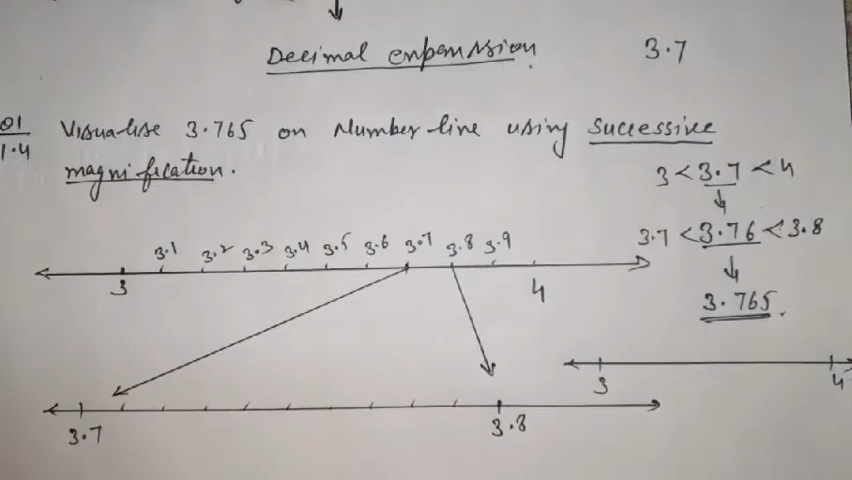 Decimal expansion 3.7
Q1 Visualise 3.765 on Number line using Successive
1.4 magnification.
3 < 3.7 < 4
3.7 < 3.76 < 3.8
3.765.
3.1 3.2 3.3 3.4 3.5 3.6 3.7 3.8 3.9
3 4
3 4
3.7 3.8